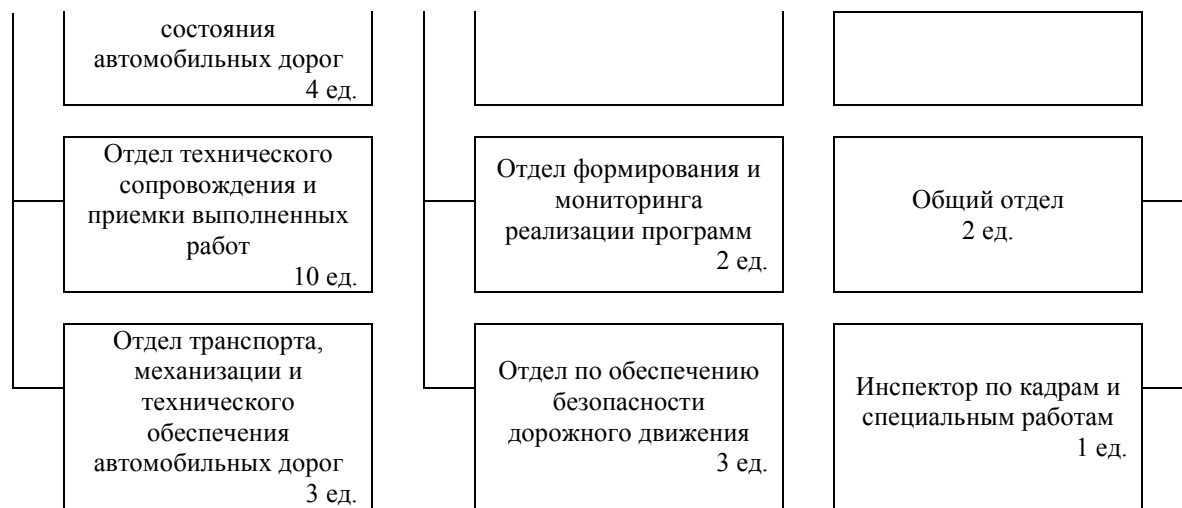 состояния
автомобильных дорог
4 ед.
Отдел технического
сопровождения и
приемки выполненных
работ
10 ед.
Отдел формирования и
мониторинга
реализации программ
2 ед.
Общий отдел
2 ед.
Отдел транспорта,
механизации и
технического
обеспечения
автомобильных дорог
3 ед.
Отдел по обеспечению
безопасности
дорожного движения
3 ед.
Инспектор по кадрам и
специальным работам
1 ед.